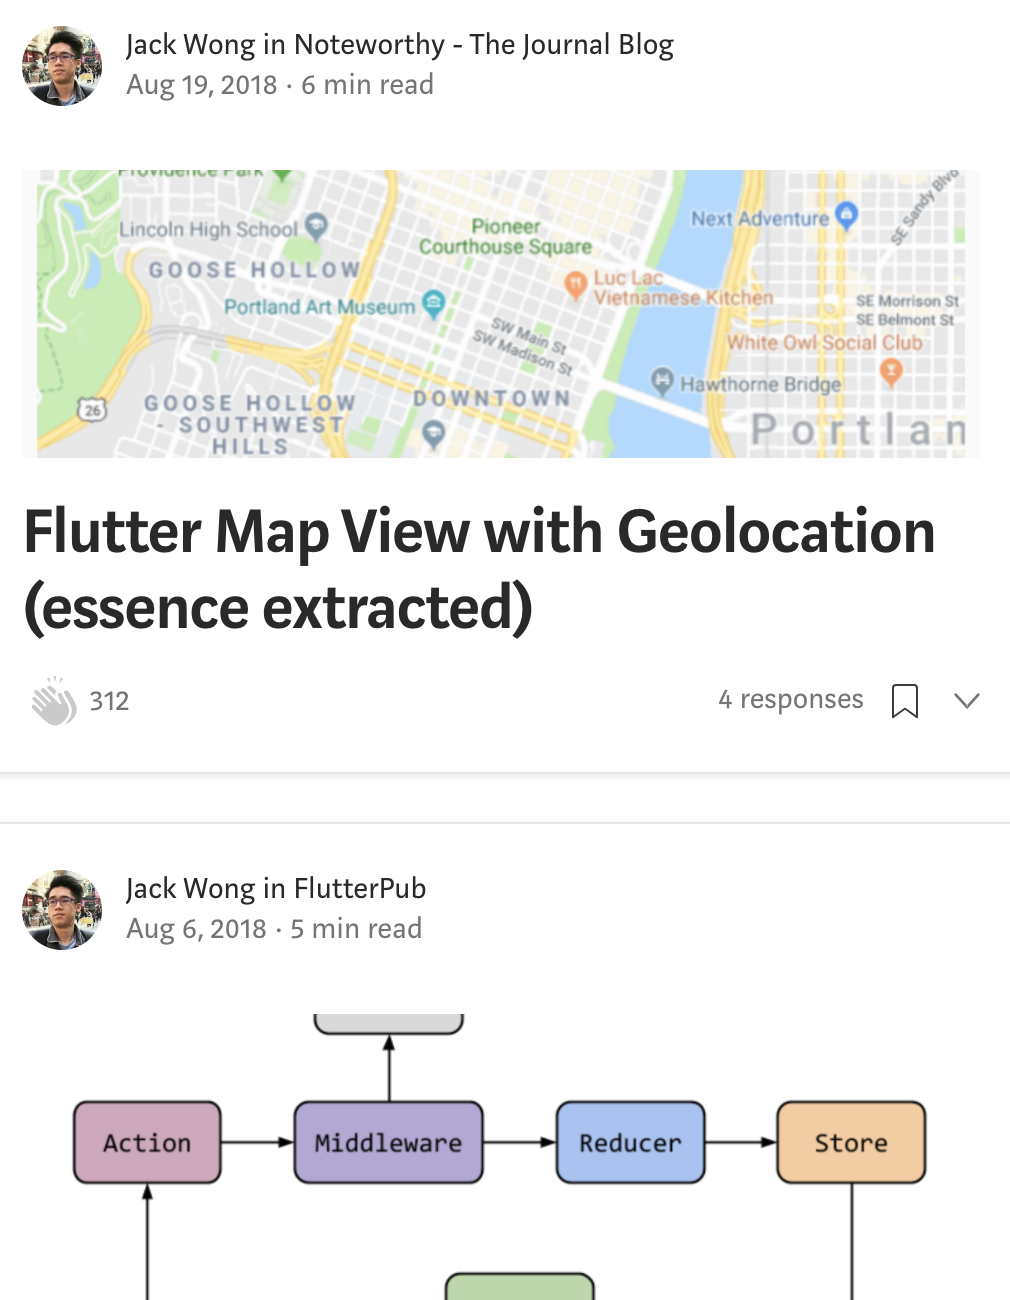 Jack Wong in Noteworthy - The Journal Blog
Aug 19, 2018 · 6 min read
Providence Park
Lincoln High School
Pioneer
Courthouse Square
Next Adventure
SE Sandy Blvd
GOOSE HOLLOW
Luc Lac
Vietnamese Kitchen
Portland Art Museum
SE Morrison St
SE Belmont St
SW Main St
SW Madison St
White Owl Social Club
Hawthorne Bridge
26
GOOSE HOLLOW
- SOUTHWEST
HILLS
DOWNTOWN
Portlan
Flutter Map View with Geolocation
(essence extracted)
312
4 responses
Jack Wong in FlutterPub
Aug 6, 2018 · 5 min read
Action
Middleware
Reducer
Store